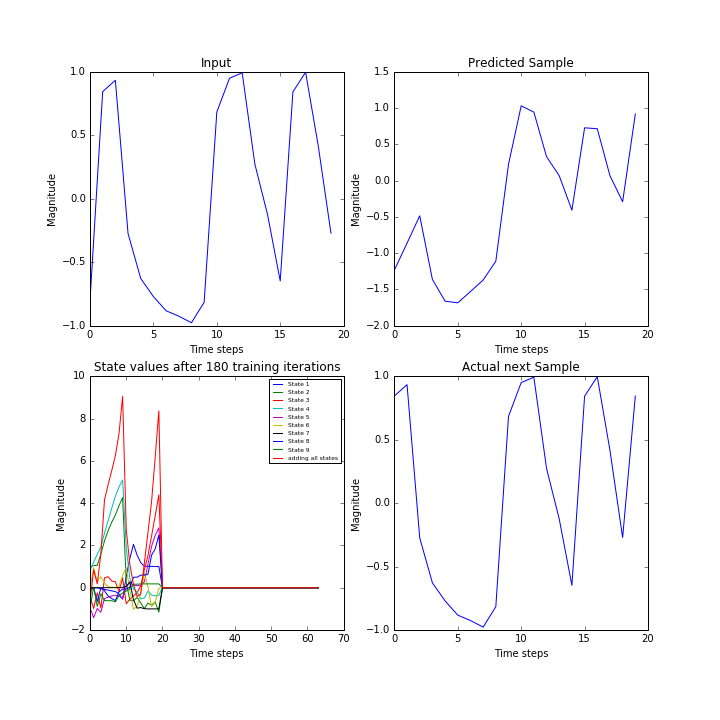 Input
1.0
0.5
0.0
−0.5
−1.0
Magnitude
0 5 10 15 20
Time steps
Predicted Sample
1.5
1.0
0.5
0.0
−0.5
−1.0
−1.5
−2.0
Magnitude
0 5 10 15 20
Time steps
State values after 180 training iterations
10
8
6
4
2
0
−2
Magnitude
0 10 20 30 40 50 60 70
Time steps
State 1
State 2
State 3
State 4
State 5
State 6
State 7
State 8
State 9
adding all states
Actual next Sample
1.0
0.5
0.0
−0.5
−1.0
Magnitude
0 5 10 15 20
Time steps